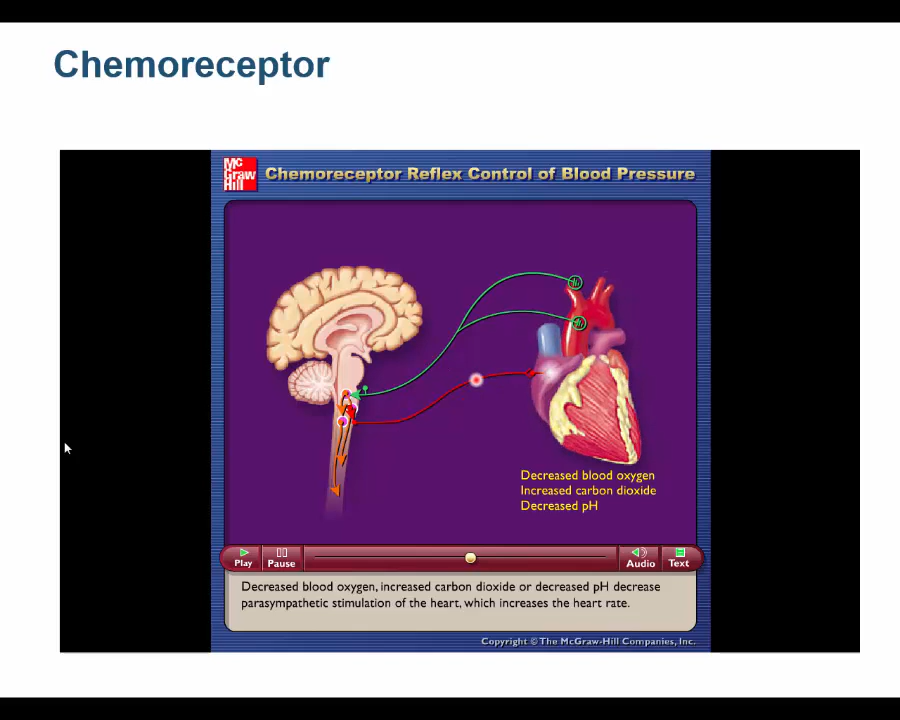 Chemoreceptor
Mc
Graw
Hill
Chemoreceptor Reflex Control of Blood Pressure
Decreased blood oxygen
Increased carbon dioxide
Decreased pH
Play
Pause
Audio
Text
Decreased blood oxygen, increased carbon dioxide or decreased pH decrease
parasympathetic stimulation of the heart, which increases the heart rate.
Copyright © The McGraw-Hill Companies, Inc.